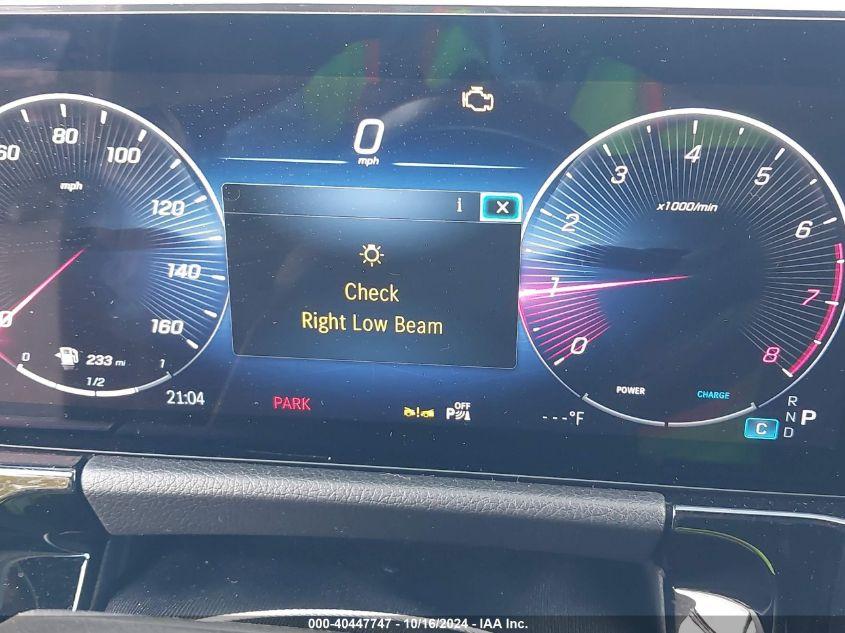 60
80
100
120
140
160
mph
0
0
mph
i X
Check
Right Low Beam
0
1
2
3
4
5
6
7
8
x1000/min
POWER CHARGE
0 233 mi 1
1/2
21:04
PARK
OFF
P
---°F
C
R
N P
D
000-40447747 - 10/16/2024 - IAA Inc.